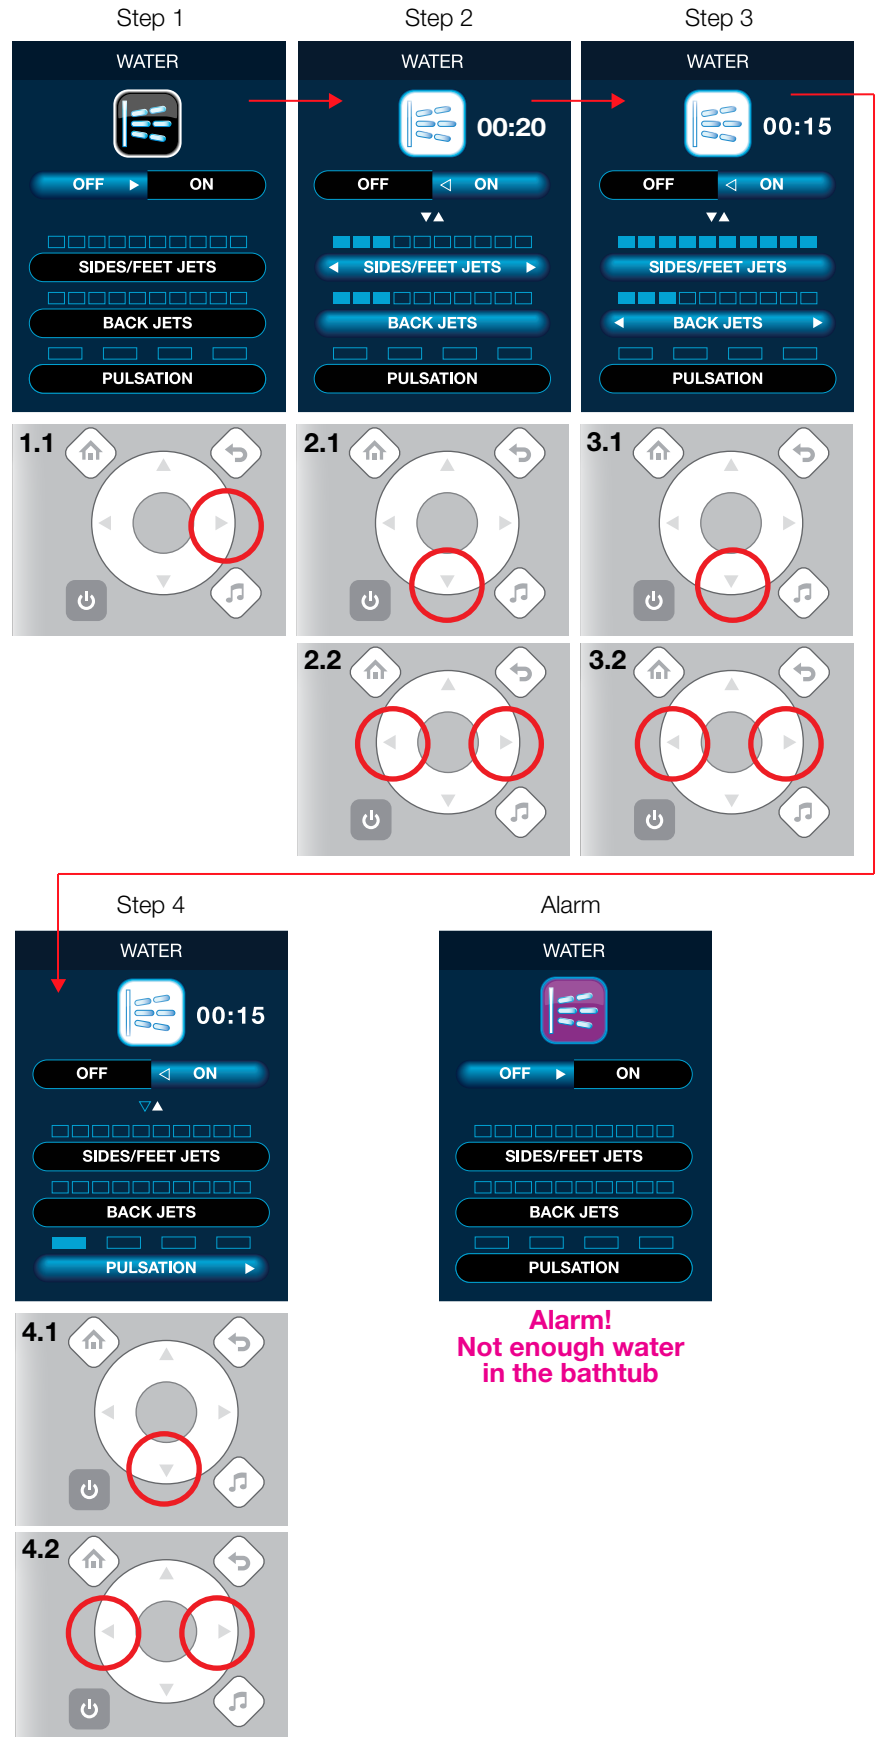 Step 1
Step 2
Step 3
WATER
WATER
WATER
00:20
00:15
OFF ▶ ON
OFF ◁ ON
OFF ◁ ON
▼▲
▼▲
SIDES/FEET JETS
◀ SIDES/FEET JETS ▶
SIDES/FEET JETS
BACK JETS
BACK JETS
◀ BACK JETS ▶
PULSATION
PULSATION
PULSATION
1.1
2.1
3.1
2.2
3.2
Step 4
Alarm
WATER
WATER
00:15
OFF ◁ ON
OFF ▶ ON
▽▲
SIDES/FEET JETS
SIDES/FEET JETS
BACK JETS
BACK JETS
PULSATION ▶
PULSATION
Alarm!
Not enough water
in the bathtub
4.1
4.2